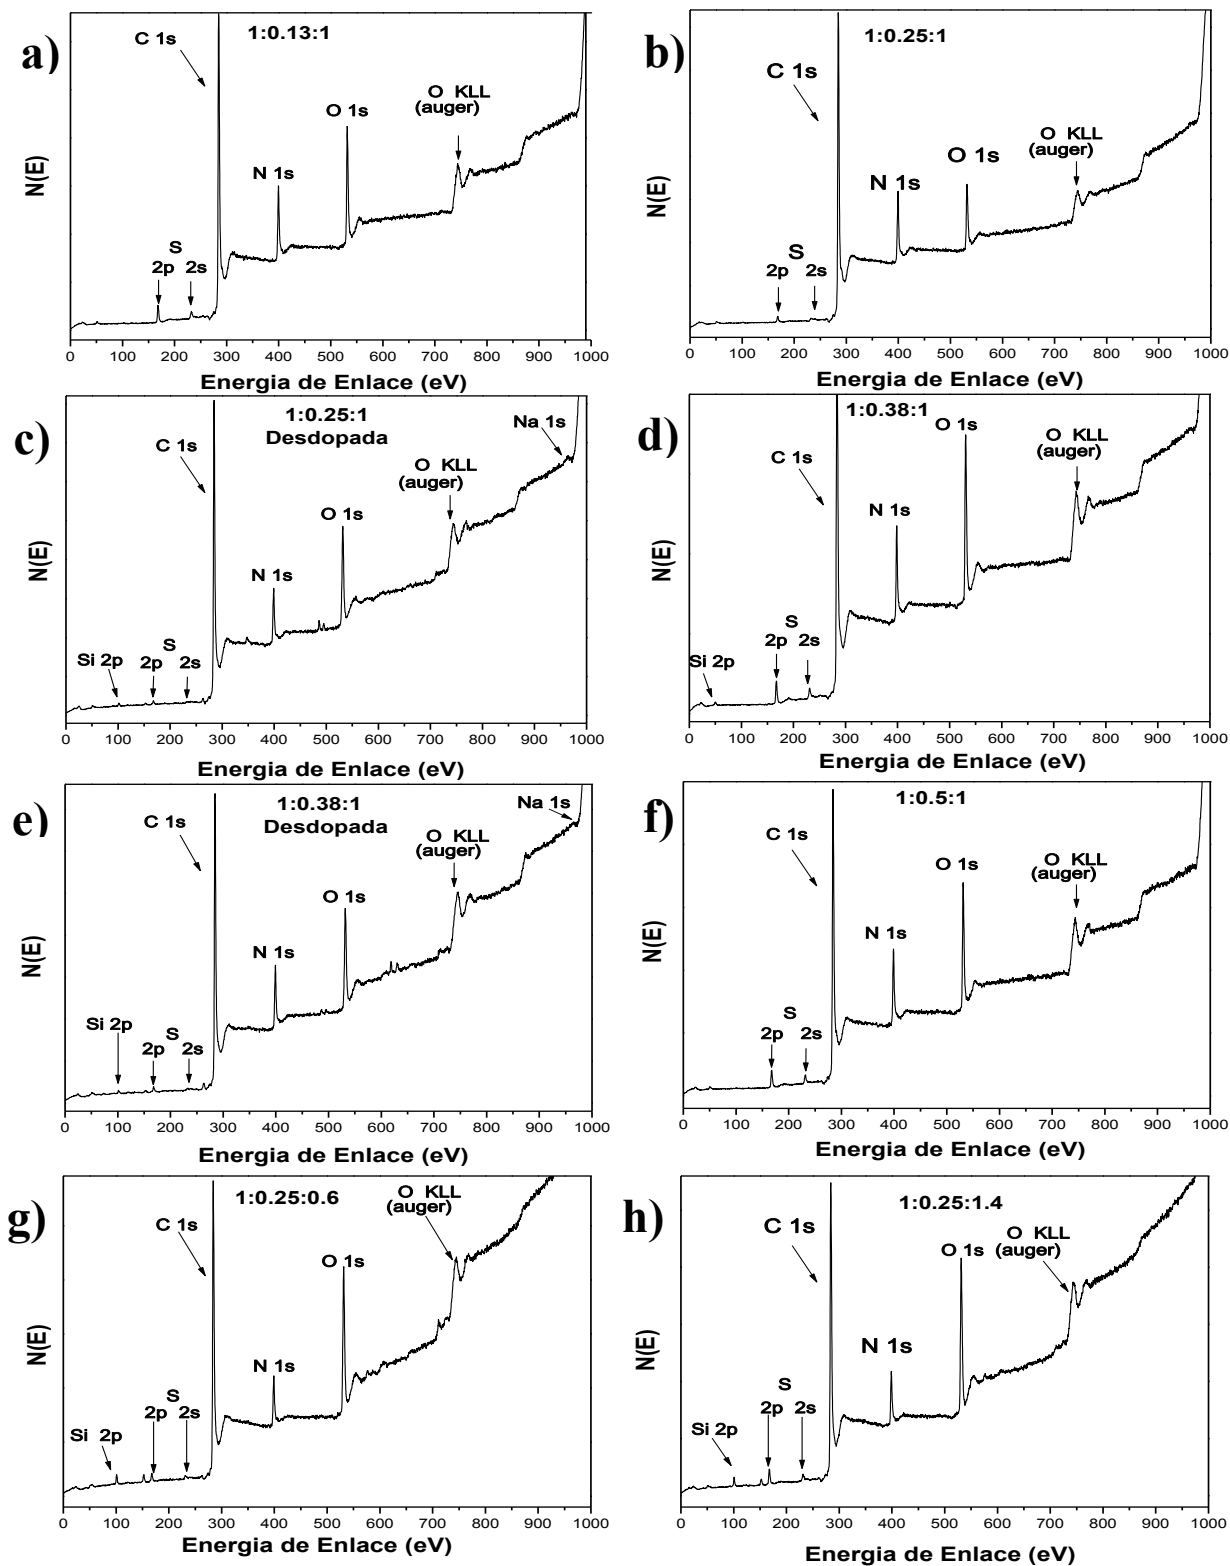 a)
1:0.13:1
C 1s
O KLL
(auger)
O 1s
N 1s
S
2p 2s
N(E)
0 100 200 300 400 500 600 700 800 900 1000
Energia de Enlace (eV)
b)
1:0.25:1
C 1s
O KLL
(auger)
O 1s
N 1s
S
2p 2s
N(E)
0 100 200 300 400 500 600 700 800 900 1000
Energia de Enlace (eV)
c)
1:0.25:1
Desdopada
Na 1s
C 1s
O KLL
(auger)
O 1s
N 1s
S
Si 2p 2p 2s
N(E)
0 100 200 300 400 500 600 700 800 900 1000
Energia de Enlace (eV)
d)
1:0.38:1
O 1s
O KLL
(auger)
C 1s
N 1s
S
2p 2s
Si 2p
N(E)
0 100 200 300 400 500 600 700 800 900 1000
Energia de Enlace (eV)
e)
1:0.38:1
Desdopada
Na 1s
C 1s
O KLL
(auger)
O 1s
N 1s
Si 2p S
2p 2s
N(E)
0 100 200 300 400 500 600 700 800 900 1000
Energia de Enlace (eV)
f)
1:0.5:1
C 1s
O 1s
O KLL
(auger)
N 1s
S
2p 2s
N(E)
0 100 200 300 400 500 600 700 800 900 1000
Energia de Enlace (eV)
g)
1:0.25:0.6
O KLL
(auger)
C 1s
O 1s
N 1s
S
2p 2s
Si 2p
N(E)
0 100 200 300 400 500 600 700 800 900 1000
Energia de Enlace (eV)
h)
1:0.25:1.4
C 1s
O KLL
O 1s (auger)
N 1s
S
2p 2s
Si 2p
N(E)
0 100 200 300 400 500 600 700 800 900 1000
Energia de Enlace (eV)